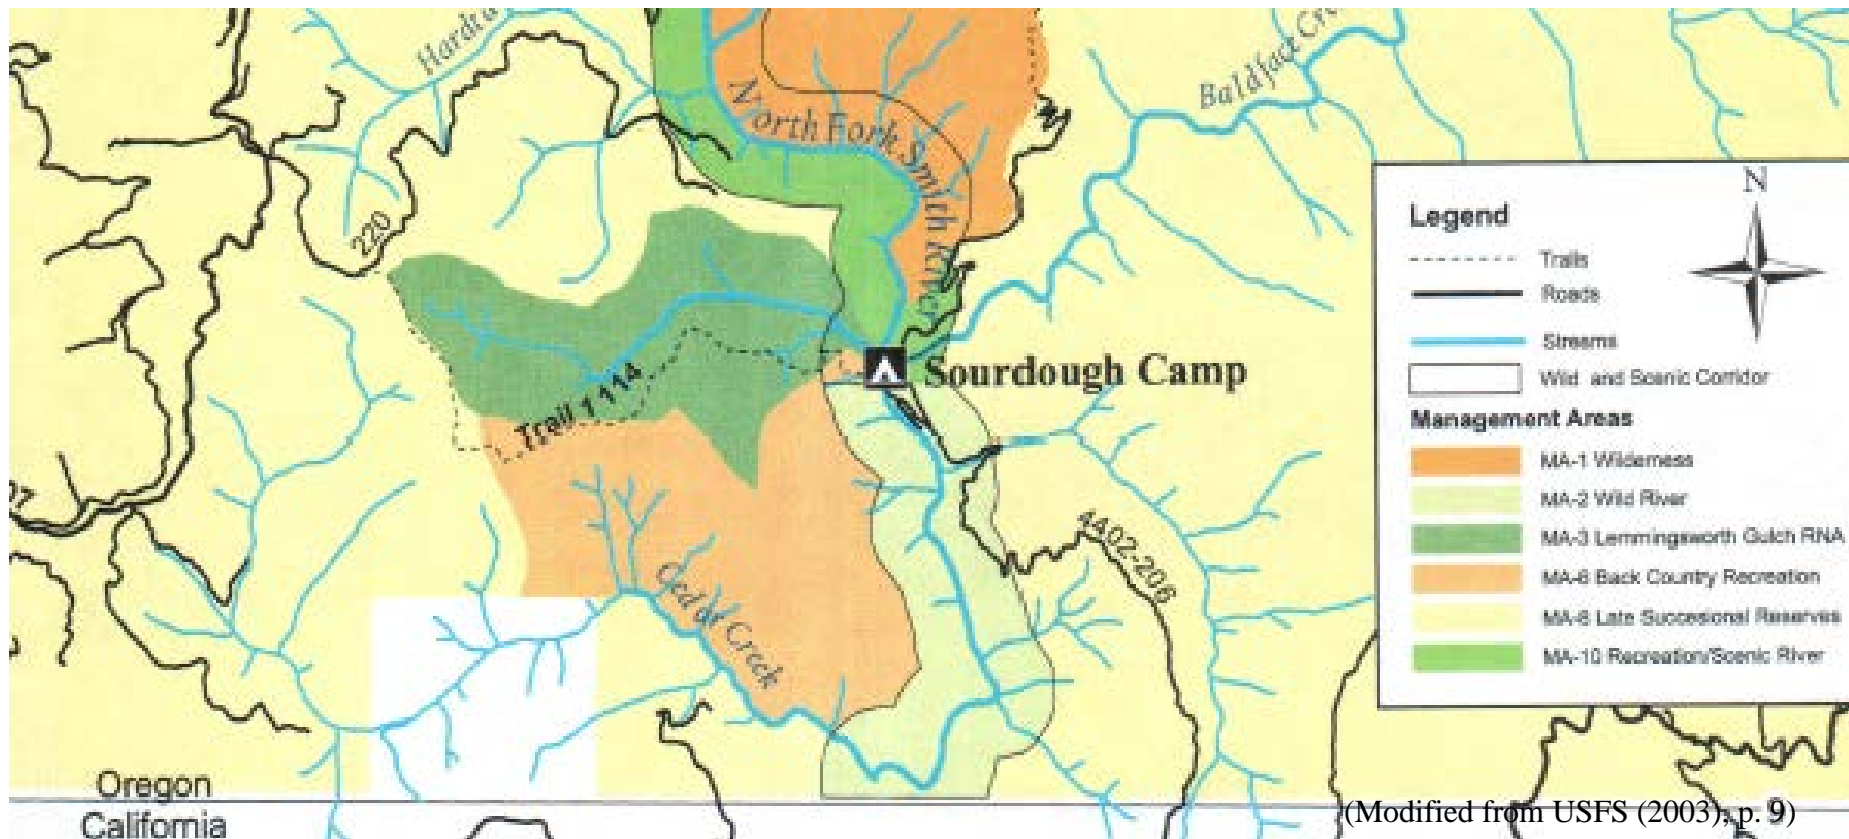 North Fork Smith River
220
Sourdough Camp
Trail 1114
4402-206
Cedar Creek
Oregon
California
N
Legend
Trails
Roads
Streams
Wild and Scenic Corridor
Management Areas
MA-1 Wilderness
MA-2 Wild River
MA-3 Lemmingsworth Gulch RNA
MA-6 Back Country Recreation
MA-8 Late Succesional Reserves
MA-10 Recreation/Scenic River
(Modified from USFS (2003), p. 9)